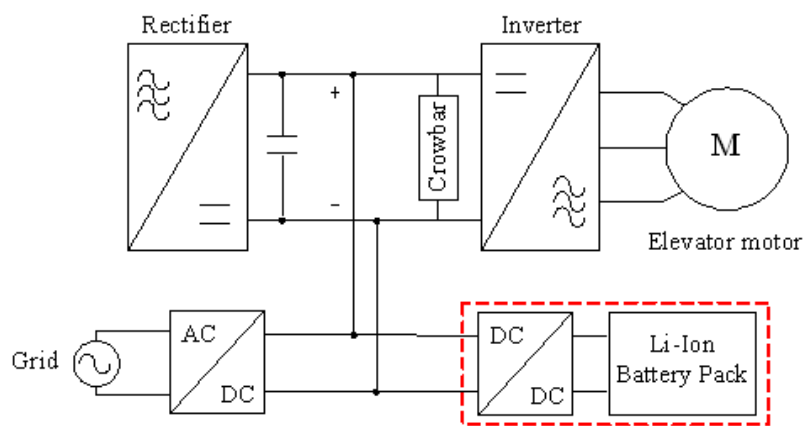 Rectifier
Inverter
+
Crowbar
M
-
Elevator motor
Grid
AC
DC
DC
DC
Li-Ion
Battery Pack